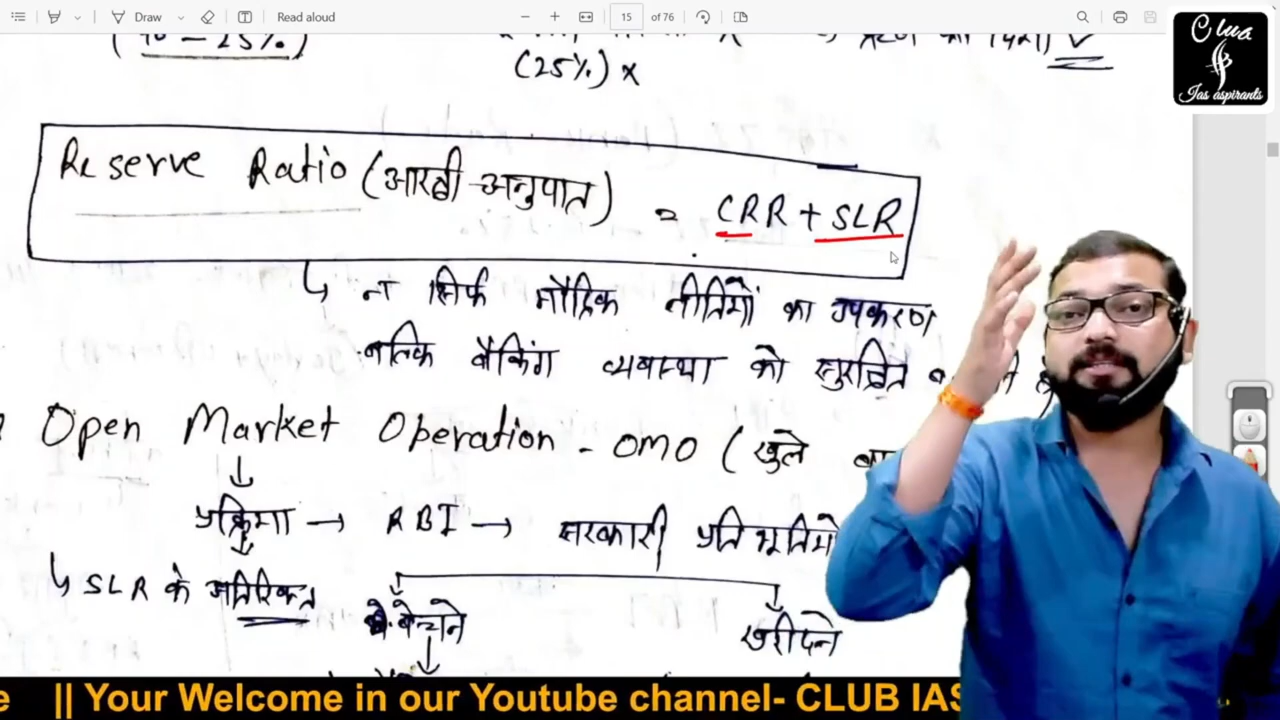 Draw
Read aloud
15 of 76
Club
Ias aspirants
- 25%)
(25%) x
Reserve Ratio (आरक्षी-अनुपात) = CRR + SLR
↳ ना सिर्फ मौद्रिक नीतियों का उपकरण
बल्कि बैंकिंग व्यवस्था को सुरक्षित
Open Market Operation - OMO (खुले
प्रक्रिया → RBI → सरकारी प्रतिभूतियो
↳ SLR के अतिरिक्त
बेचने
खरीदने
|| Your Welcome in our Youtube channel- CLUB IAS